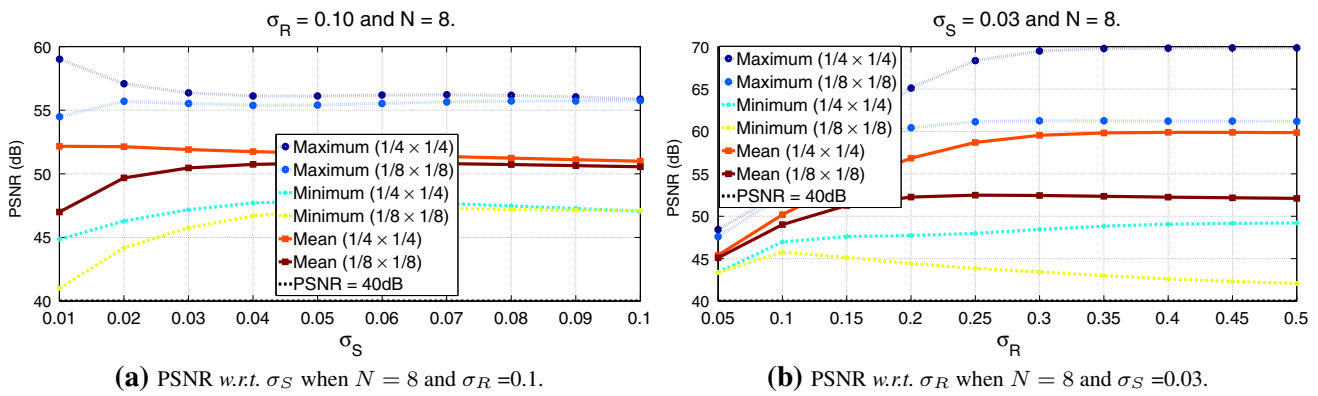 σR = 0.10 and N = 8.
60
55
50
45
40
PSNR (dB)
Maximum (1/4 × 1/4)
Maximum (1/8 × 1/8)
Minimum (1/4 × 1/4)
Minimum (1/8 × 1/8)
Mean (1/4 × 1/4)
Mean (1/8 × 1/8)
PSNR = 40dB
0.01 0.02 0.03 0.04 0.05 0.06 0.07 0.08 0.09 0.1
σS
(a) PSNR w.r.t. σS when N = 8 and σR =0.1.
σS = 0.03 and N = 8.
70
65
60
55
50
45
40
PSNR (dB)
Maximum (1/4 × 1/4)
Maximum (1/8 × 1/8)
Minimum (1/4 × 1/4)
Minimum (1/8 × 1/8)
Mean (1/4 × 1/4)
Mean (1/8 × 1/8)
PSNR = 40dB
0.05 0.1 0.15 0.2 0.25 0.3 0.35 0.4 0.45 0.5
σR
(b) PSNR w.r.t. σR when N = 8 and σS =0.03.